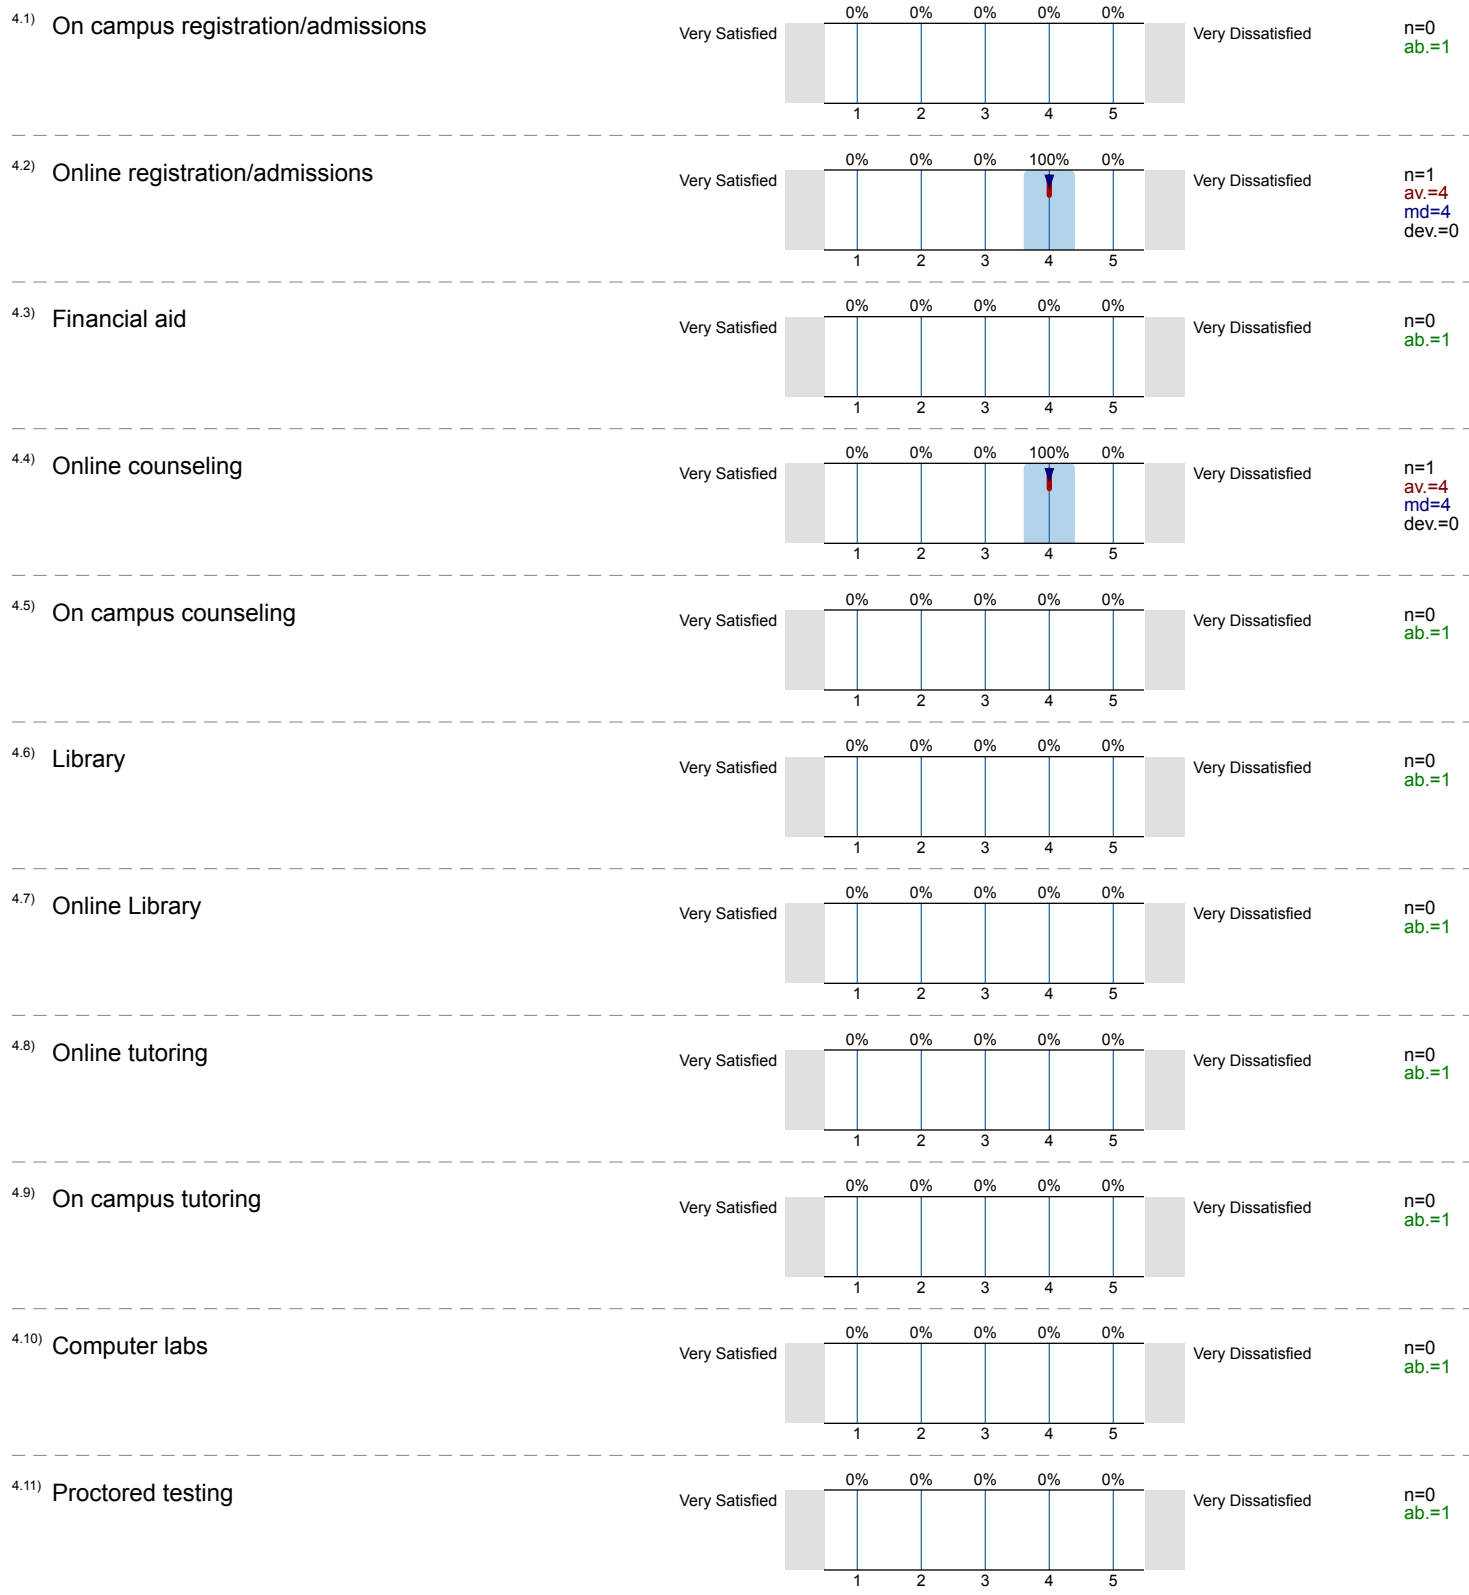 4.1) On campus registration/admissions
0% 0% 0% 0% 0%
Very Satisfied Very Dissatisfied n=0
ab.=1
1 2 3 4 5
4.2) Online registration/admissions
0% 0% 0% 100% 0%
Very Satisfied Very Dissatisfied n=1
av.=4
md=4
dev.=0
1 2 3 4 5
4.3) Financial aid
0% 0% 0% 0% 0%
Very Satisfied Very Dissatisfied n=0
ab.=1
1 2 3 4 5
4.4) Online counseling
0% 0% 0% 100% 0%
Very Satisfied Very Dissatisfied n=1
av.=4
md=4
dev.=0
1 2 3 4 5
4.5) On campus counseling
0% 0% 0% 0% 0%
Very Satisfied Very Dissatisfied n=0
ab.=1
1 2 3 4 5
4.6) Library
0% 0% 0% 0% 0%
Very Satisfied Very Dissatisfied n=0
ab.=1
1 2 3 4 5
4.7) Online Library
0% 0% 0% 0% 0%
Very Satisfied Very Dissatisfied n=0
ab.=1
1 2 3 4 5
4.8) Online tutoring
0% 0% 0% 0% 0%
Very Satisfied Very Dissatisfied n=0
ab.=1
1 2 3 4 5
4.9) On campus tutoring
0% 0% 0% 0% 0%
Very Satisfied Very Dissatisfied n=0
ab.=1
1 2 3 4 5
4.10) Computer labs
0% 0% 0% 0% 0%
Very Satisfied Very Dissatisfied n=0
ab.=1
1 2 3 4 5
4.11) Proctored testing
0% 0% 0% 0% 0%
Very Satisfied Very Dissatisfied n=0
ab.=1
1 2 3 4 5